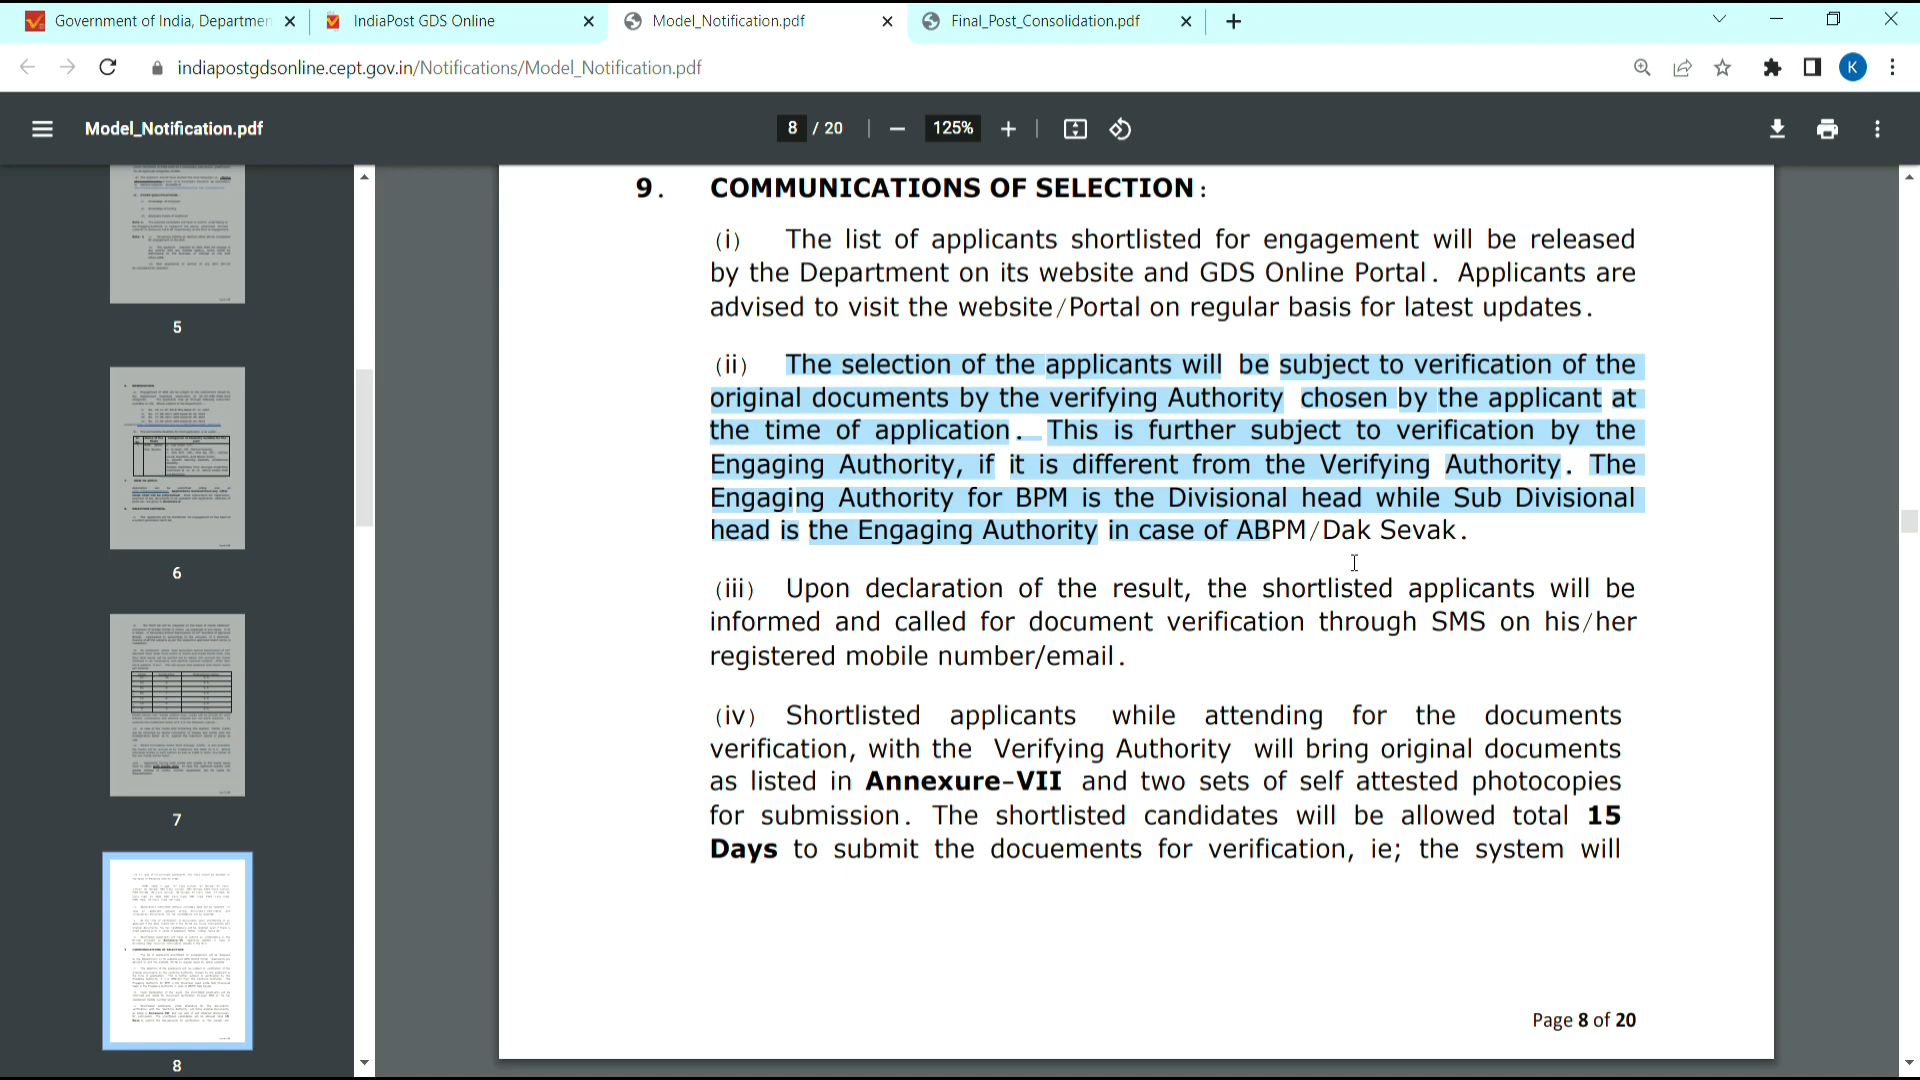 Government of India, Departmen
IndiaPost GDS Online
Model_Notification.pdf
Final_Post_Consolidation.pdf
indiapostgdsonline.cept.gov.in/Notifications/Model_Notification.pdf
K
Model_Notification.pdf
8 / 20
125%
5
6
7
8
9. COMMUNICATIONS OF SELECTION:
(i) The list of applicants shortlisted for engagement will be released
by the Department on its website and GDS Online Portal. Applicants are
advised to visit the website/Portal on regular basis for latest updates.
(ii) The selection of the applicants will be subject to verification of the
original documents by the verifying Authority chosen by the applicant at
the time of application. This is further subject to verification by the
Engaging Authority, if it is different from the Verifying Authority. The
Engaging Authority for BPM is the Divisional head while Sub Divisional
head is the Engaging Authority in case of ABPM/Dak Sevak.
(iii) Upon declaration of the result, the shortlisted applicants will be
informed and called for document verification through SMS on his/her
registered mobile number/email.
(iv) Shortlisted applicants while attending for the documents
verification, with the Verifying Authority will bring original documents
as listed in Annexure-VII and two sets of self attested photocopies
for submission. The shortlisted candidates will be allowed total 15
Days to submit the docuements for verification, ie; the system will
Page 8 of 20